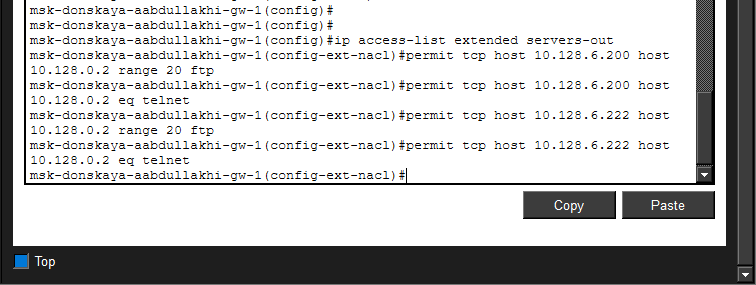 msk-donskaya-aabdullakhi-gw-1(config)#
msk-donskaya-aabdullakhi-gw-1(config)#
msk-donskaya-aabdullakhi-gw-1(config)#ip access-list extended servers-out
msk-donskaya-aabdullakhi-gw-1(config-ext-nacl)#permit tcp host 10.128.6.200 host
10.128.0.2 range 20 ftp
msk-donskaya-aabdullakhi-gw-1(config-ext-nacl)#permit tcp host 10.128.6.200 host
10.128.0.2 eq telnet
msk-donskaya-aabdullakhi-gw-1(config-ext-nacl)#permit tcp host 10.128.6.222 host
10.128.0.2 range 20 ftp
msk-donskaya-aabdullakhi-gw-1(config-ext-nacl)#permit tcp host 10.128.6.222 host
10.128.0.2 eq telnet
msk-donskaya-aabdullakhi-gw-1(config-ext-nacl)#
Copy Paste
Top